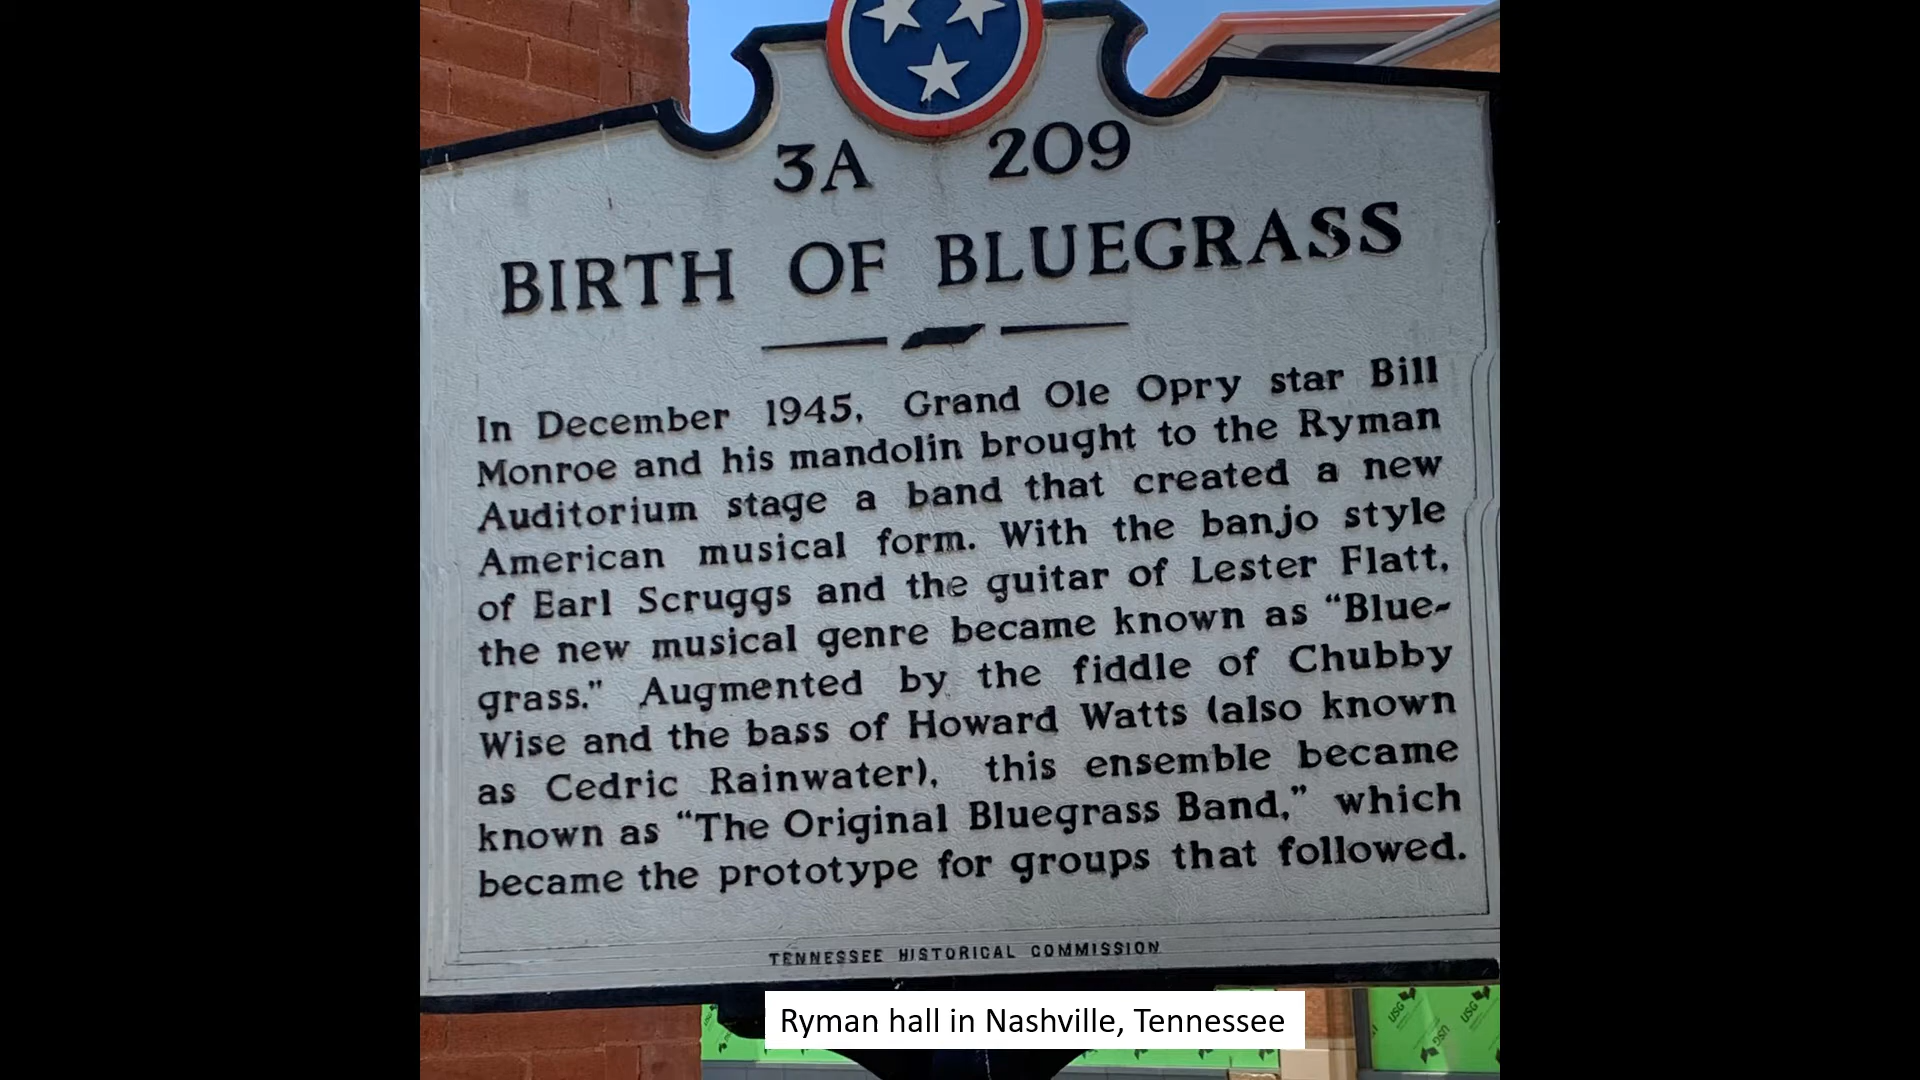 3A 209
BIRTH OF BLUEGRASS
In December 1945, Grand Ole Opry star Bill
Monroe and his mandolin brought to the Ryman
Auditorium stage a band that created a new
American musical form. With the banjo style
of Earl Scruggs and the guitar of Lester Flatt,
the new musical genre became known as “Blue-
grass.” Augmented by the fiddle of Chubby
Wise and the bass of Howard Watts (also known
as Cedric Rainwater), this ensemble became
known as “The Original Bluegrass Band,” which
became the prototype for groups that followed.
TENNESSEE HISTORICAL COMMISSION
Ryman hall in Nashville, Tennessee
USG
USG
USG